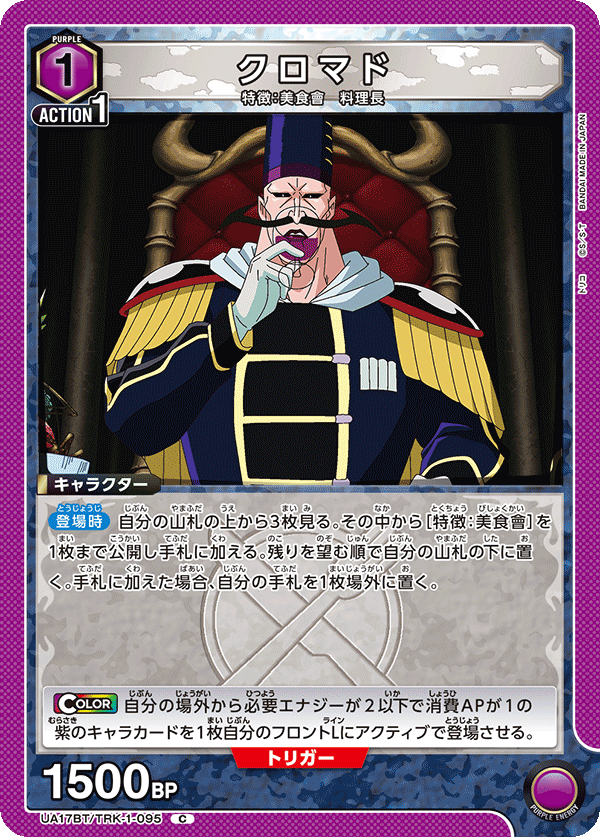 PURPLE
1
ACTION 1
クロマド
特徴:美食會 料理長
トリコ ©S/S・T BANDAI MADE IN JAPAN
キャラクター
登場時 自分の山札の上から3枚見る。その中から[特徴:美食會]を
1枚まで公開し手札に加える。残りを望む順で自分の山札の下に置
く。手札に加えた場合、自分の手札を1枚場外に置く。
COLOR 自分の場外から必要エナジーが2以下で消費APが1の
紫のキャラカードを1枚自分のフロントLにアクティブで登場させる。
トリガー
1500BP
PURPLE ENERGY
UA17BT/TRK-1-095 C